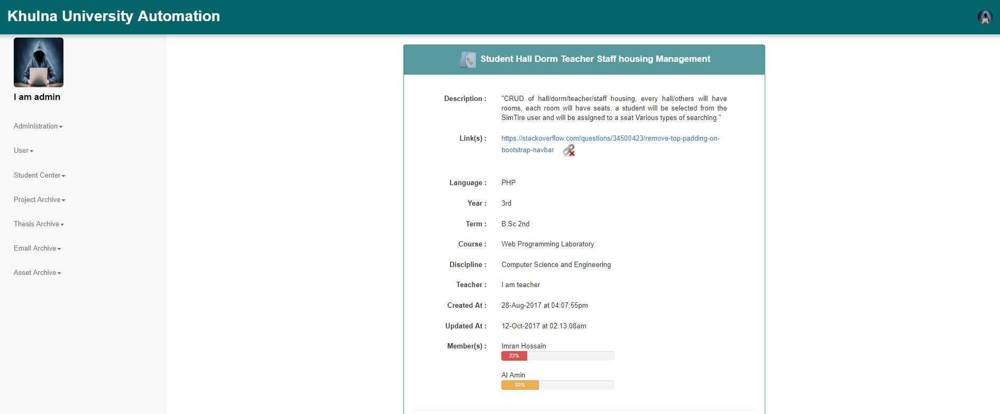 Khulna University Automation
I am admin
Administration
User
Student Center
Project Archive
Thesis Archive
Email Archive
Asset Archive
Student Hall Dorm Teacher Staff housing Management
Description : "CRUD of hall/dorm/teacher/staff housing, every hall/others will have
rooms, each room will have seats. a student will be selected from the
SimTire user and will be assigned to a seat Various types of searching "
Link(s) : https://stackoverflow.com/questions/34500423/remove-top-padding-on-
bootstrap-navbar
Language : PHP
Year : 3rd
Term : B.Sc 2nd
Course : Web Programming Laboratory
Discipline : Computer Science and Engineering
Teacher : I am teacher
Created At : 28-Aug-2017 at 04:07:55pm
Updated At : 12-Oct-2017 at 02:13:08am
Member(s) : Imran Hossain
23%
Al Amin
33%